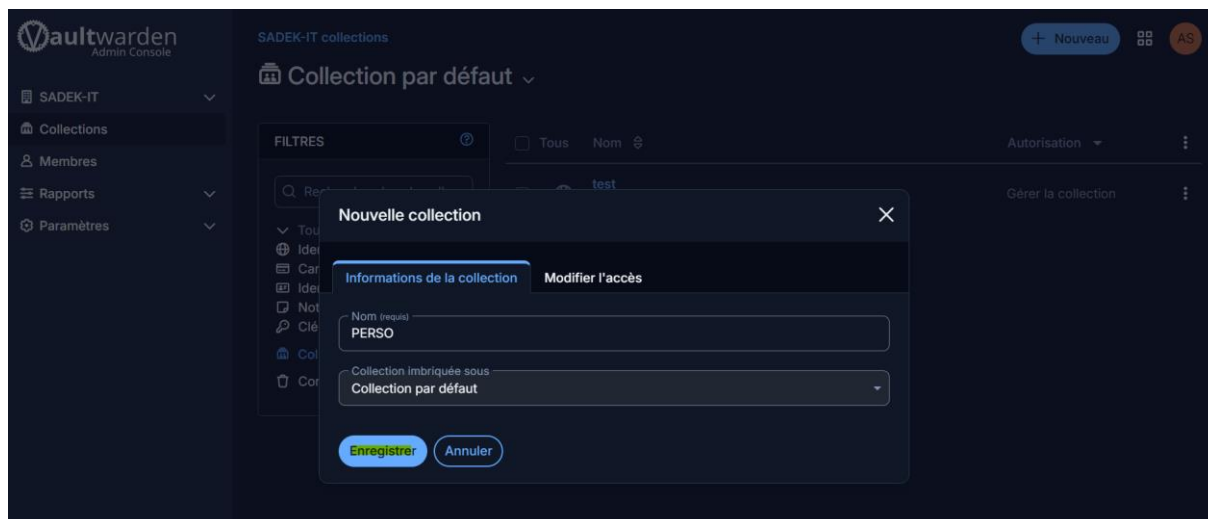 Vaultwarden
Admin Console
SADEK-IT
Collections
Membres
Rapports
Paramètres
SADEK-IT collections
Collection par défaut
+ Nouveau
AS
FILTRES
Tous
Nom
Autorisation
test
Gérer la collection
Nouvelle collection
Informations de la collection
Modifier l'accès
Nom (requis)
PERSO
Collection imbriquée sous
Collection par défaut
Enregistrer
Annuler